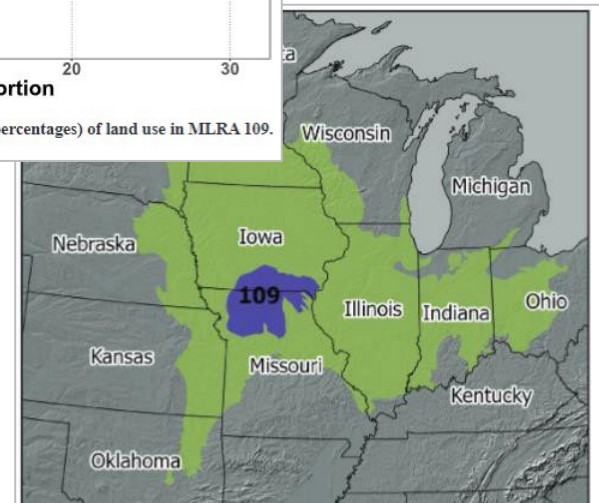 20 30
ortion
ercentages) of land use in MLRA 109.
ta
Wisconsin
Michigan
Iowa
Nebraska
109
Illinois
Indiana
Ohio
Kansas
Missouri
Kentucky
Oklahoma